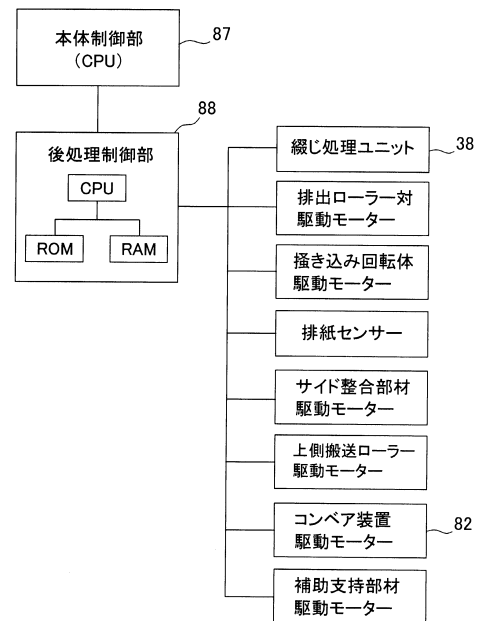 本体制御部
（CPU）
87
88
後処理制御部
CPU
ROM
RAM
綴じ処理ユニット
38
排出ローラー対
駆動モーター
掻き込み回転体
駆動モーター
排紙センサー
サイド整合部材
駆動モーター
上側搬送ローラー
駆動モーター
コンベア装置
駆動モーター
82
補助支持部材
駆動モーター